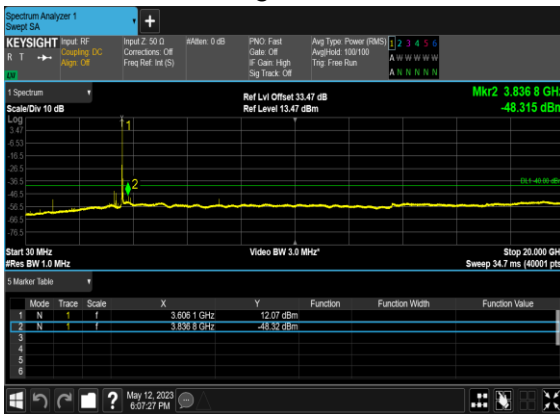 Spectrum Analyzer 1
Swept SA
+
KEYSIGHT Input: RF Input Z: 50 Ω #Atten: 0 dB PNO: Fast Avg Type: Power (RMS) 1 2 3 4 5 6
R T Coupling: DC Corrections: Off Gate: Off Avg|Hold: 100/100 A W W W W W
Align: Off Freq Ref: Int (S) IF Gain: High Trig: Free Run
LV Sig Track: Off A N N N N N
1 Spectrum Ref Lvl Offset 33.47 dB Mkr2 3.836 8 GHz
Scale/Div 10 dB Ref Level 13.47 dBm -48.315 dBm
Log
3.47
-6.53
-16.5
-26.5
-36.5
-46.5
-56.5
-66.5
-76.5
1
2
DL1 -40.00 dBm
Start 30 MHz Video BW 3.0 MHz* Stop 20.000 GHz
#Res BW 1.0 MHz Sweep 34.7 ms (40001 pts
5 Marker Table
Mode Trace Scale X Y Function Function Width Function Value
1 N 1 f 3.606 1 GHz 12.07 dBm
2 N 1 f 3.836 8 GHz -48.32 dBm
3
4
5
6
? May 12, 2023
6:07:27 PM